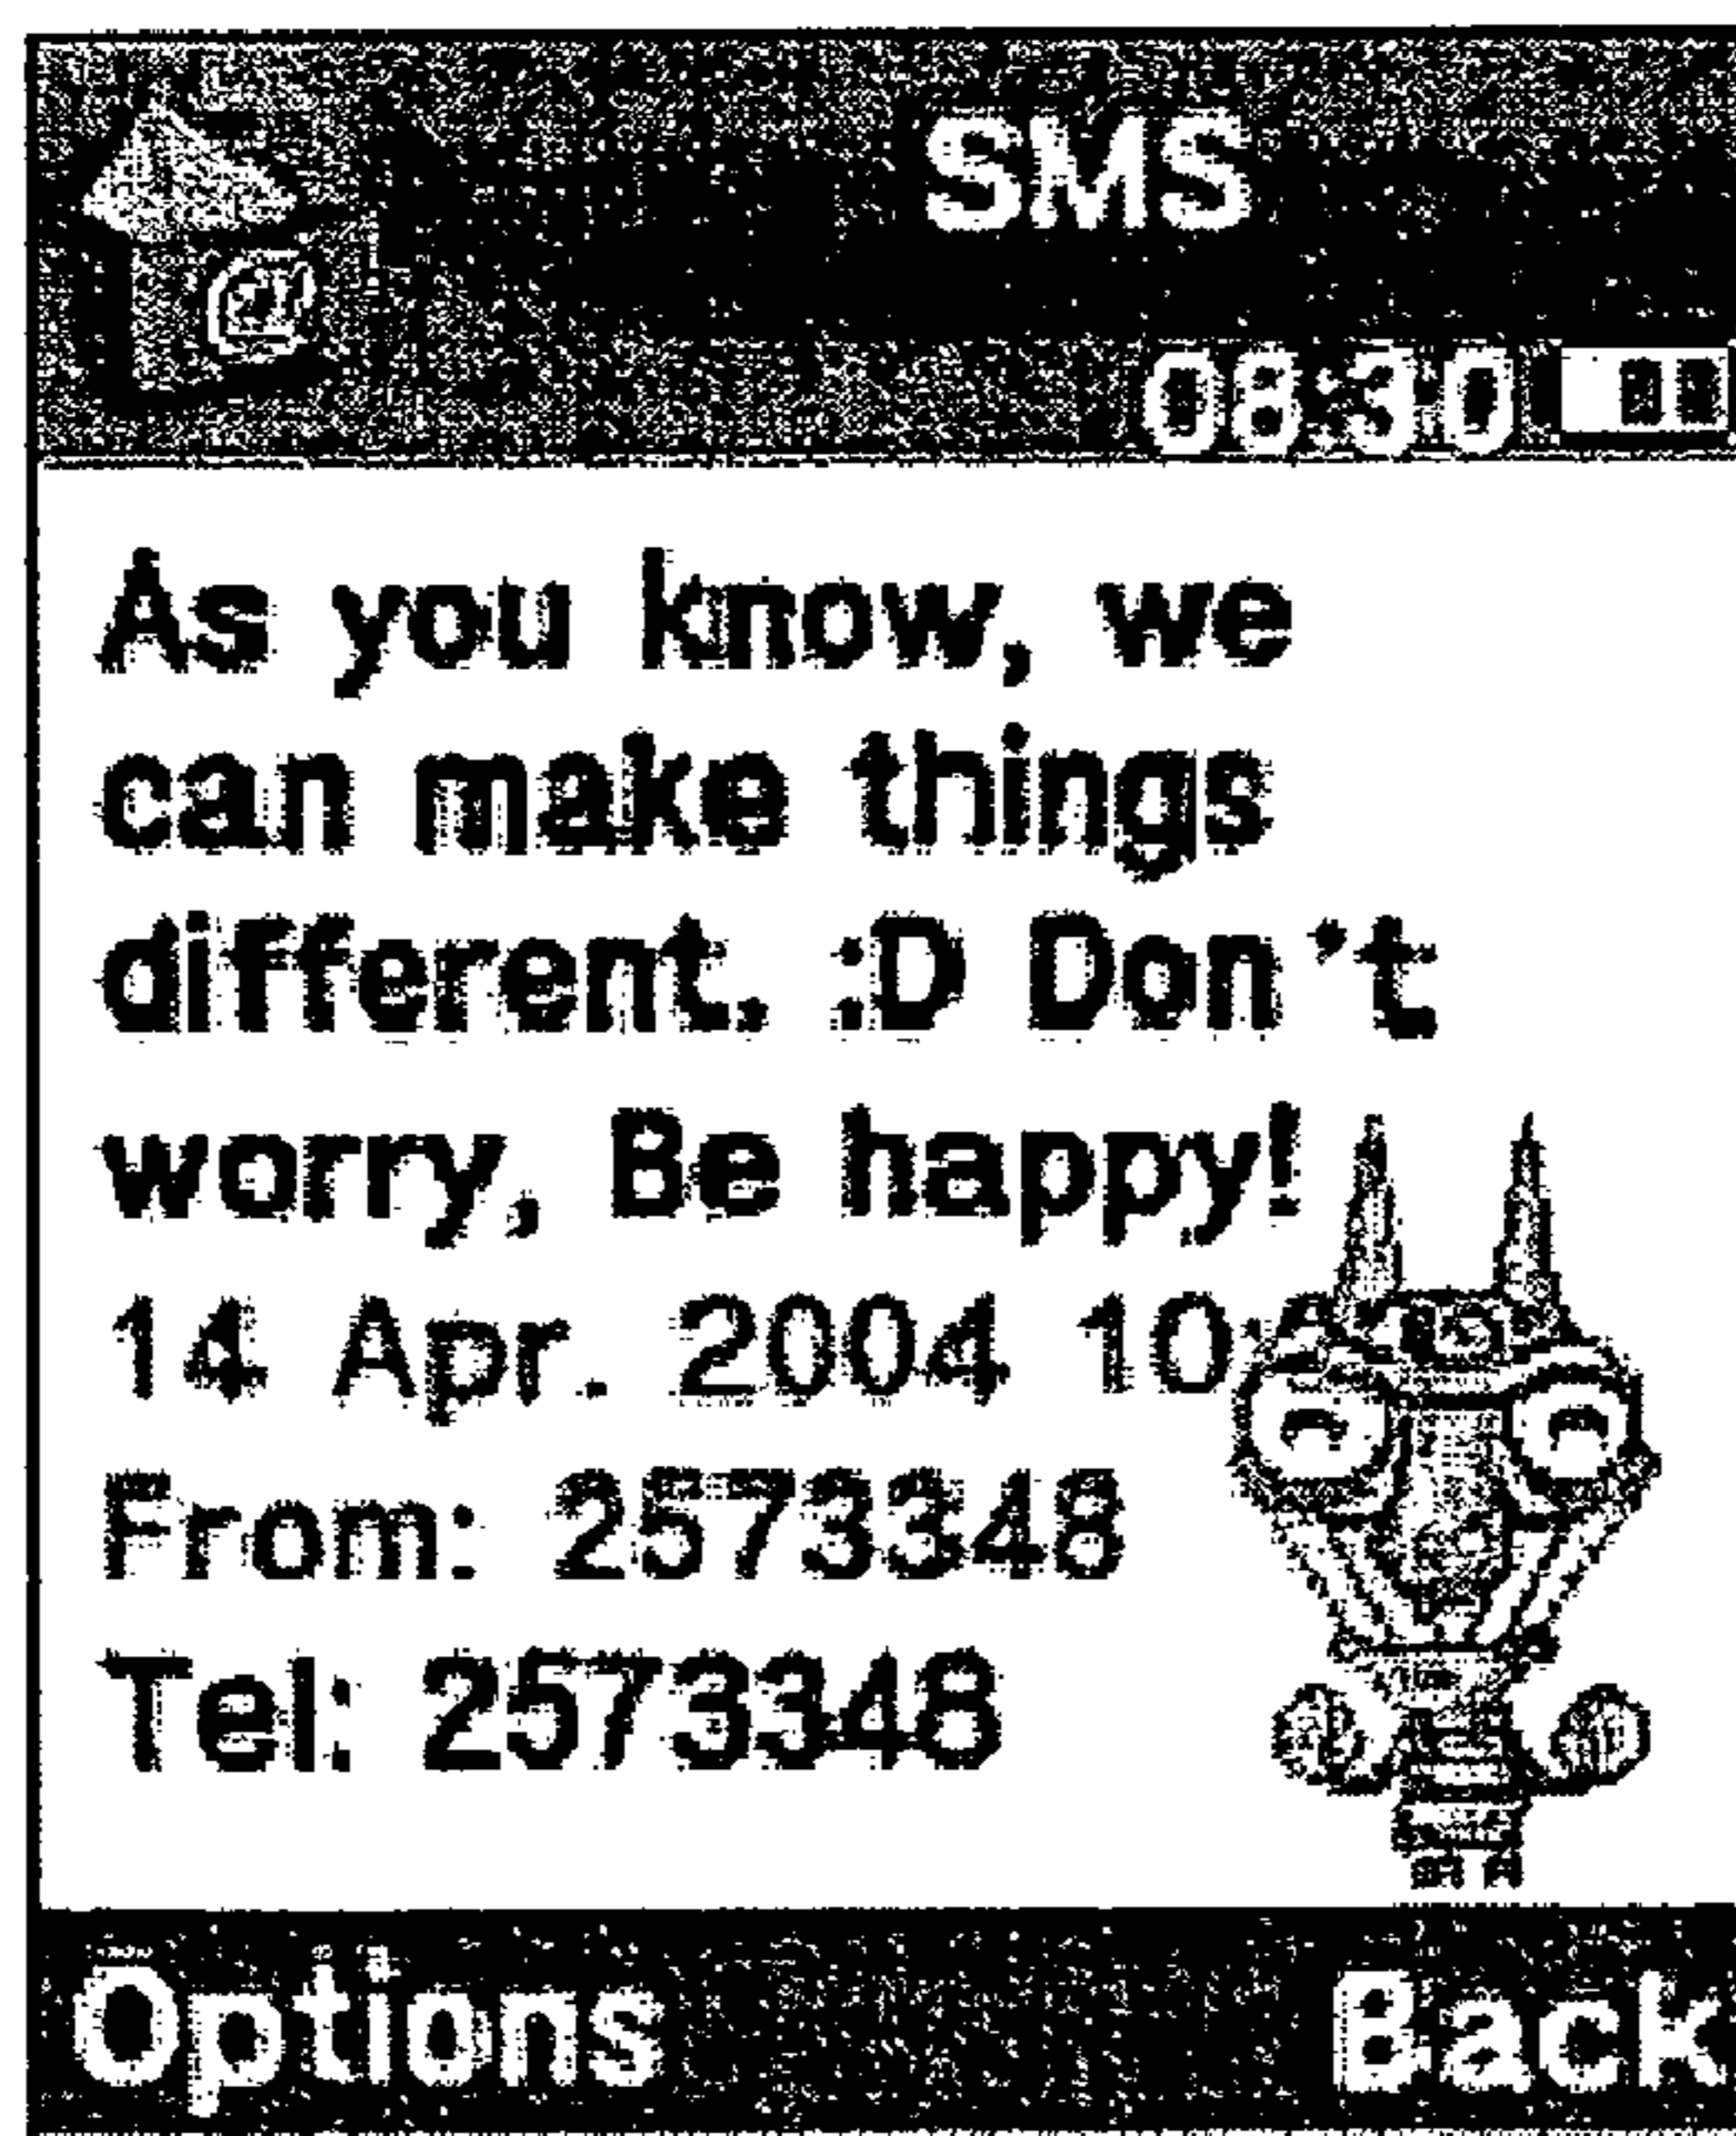 SMS
@
08:30
As you know, we
can make things
different. :D Don't
worry, Be happy!
14 Apr. 2004 10:
From: 2573348
Tel: 2573348
Options Back